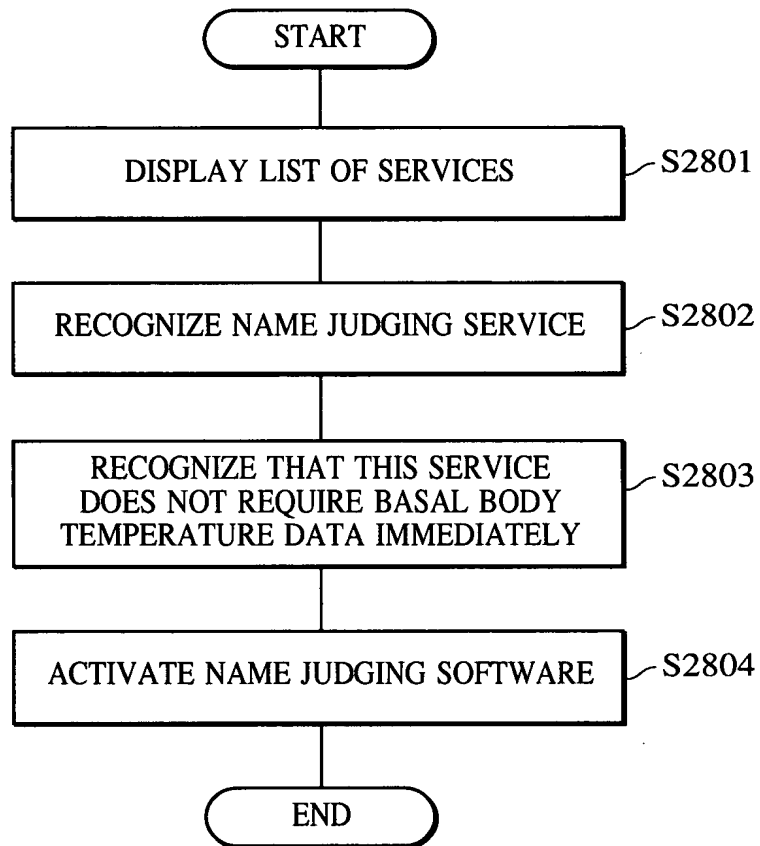 START
DISPLAY LIST OF SERVICES
S2801
RECOGNIZE NAME JUDGING SERVICE
S2802
RECOGNIZE THAT THIS SERVICE
DOES NOT REQUIRE BASAL BODY
TEMPERATURE DATA IMMEDIATELY
S2803
ACTIVATE NAME JUDGING SOFTWARE
S2804
END